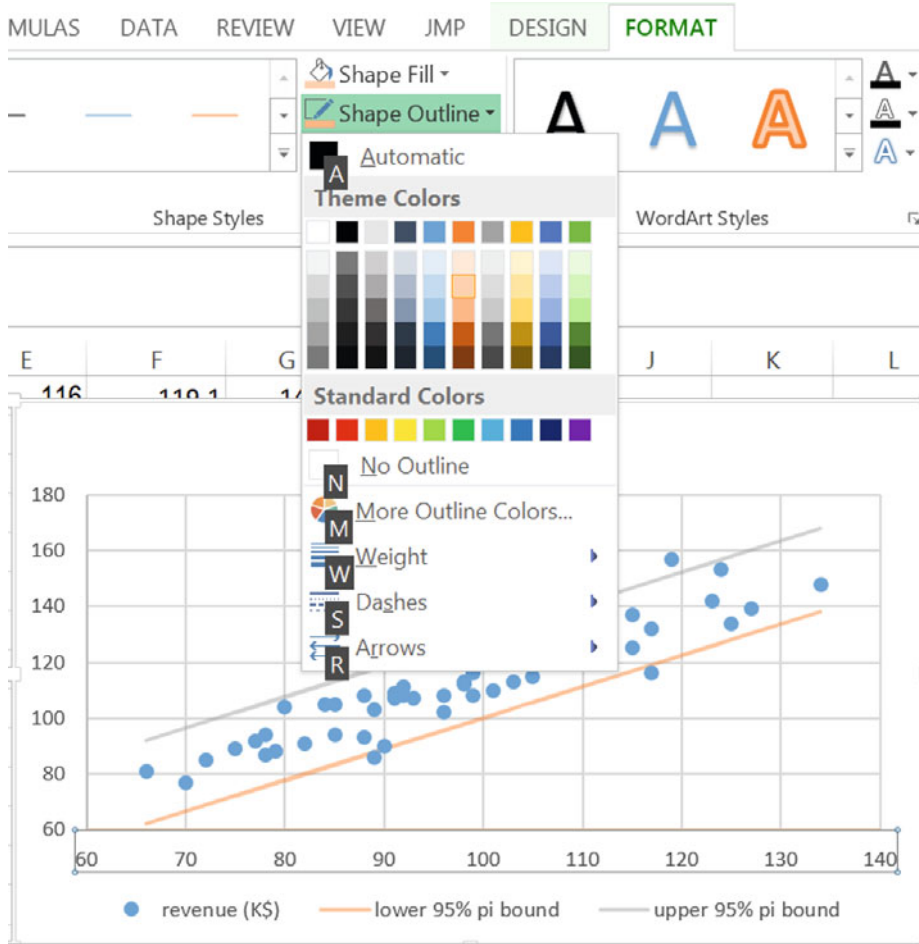 MULAS DATA REVIEW VIEW JMP DESIGN FORMAT
Shape Fill
Shape Outline
A A A
A
A
A
Shape Styles
WordArt Styles
Automatic
A
Theme Colors
E F G J K L
116 119.1
Standard Colors
No Outline
N
More Outline Colors...
M
Weight
W
Dashes
S
Arrows
R
180
160
140
120
100
80
60
60 70 80 90 100 110 120 130 140
revenue (K$) lower 95% pi bound upper 95% pi bound